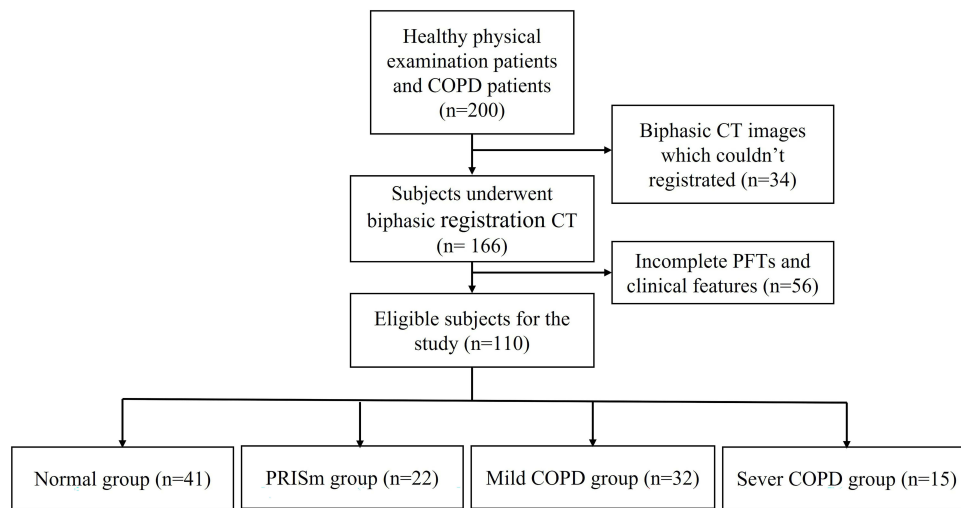 Healthy physical
examination patients
and COPD patients
(n=200)
Biphasic CT images
which couldn't
registrated (n=34)
Subjects underwent
biphasic registration CT
(n= 166)
Incomplete PFTs and
clinical features (n=56)
Eligible subjects for the
study (n=110)
Normal group (n=41)
PRISm group (n=22)
Mild COPD group (n=32)
Sever COPD group (n=15)